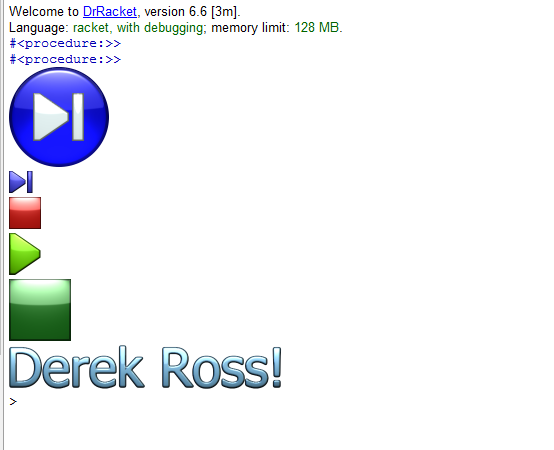 Welcome to DrRacket, version 6.6 [3m].
Language: racket, with debugging; memory limit: 128 MB.
#<procedure:>>
#<procedure:>>
Derek Ross!
>